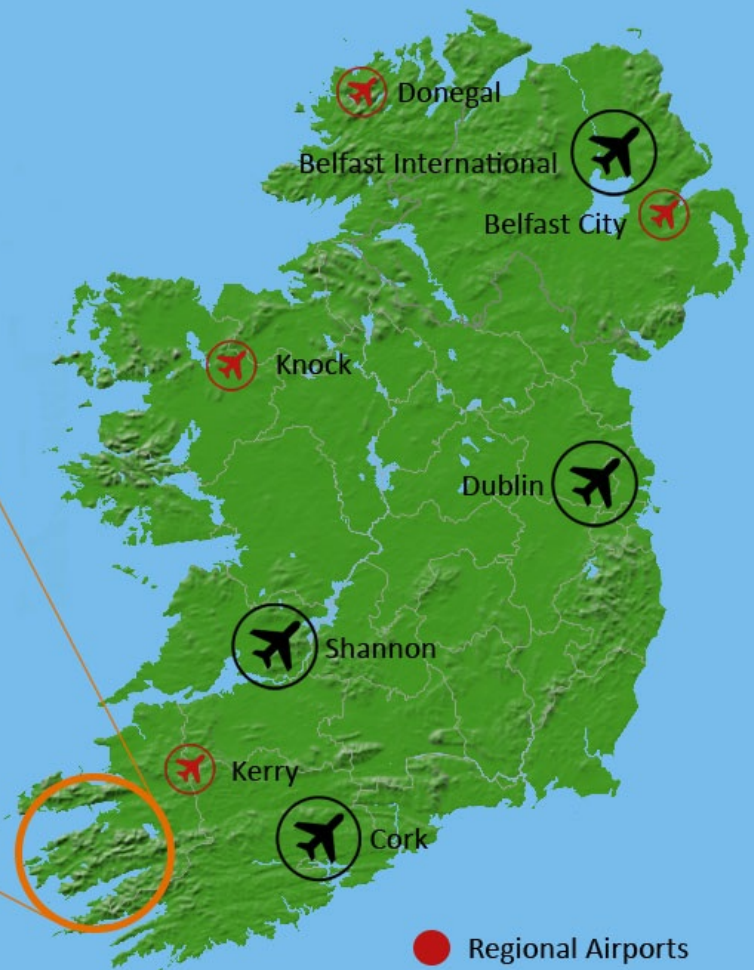 Donegal
Belfast International
Belfast City
Knock
Dublin
Shannon
Kerry
Cork
Regional Airports